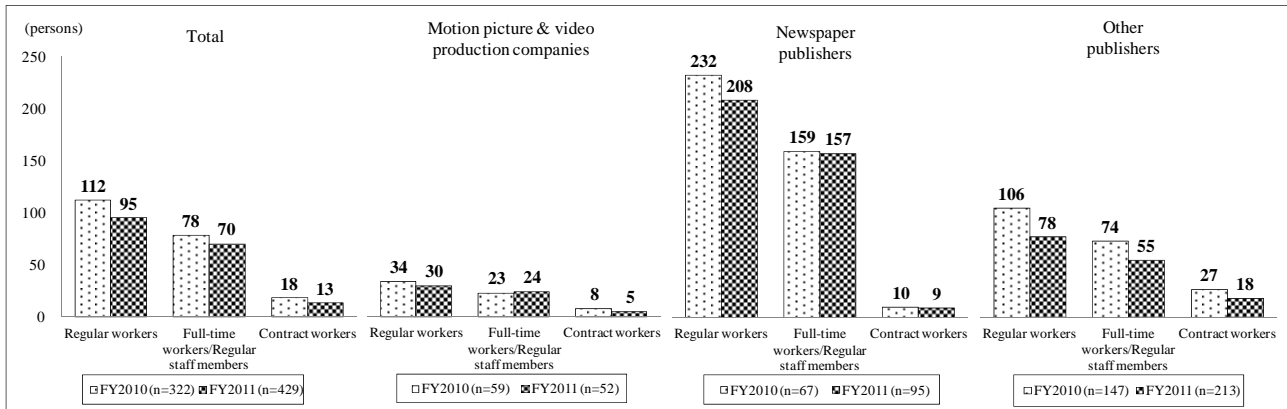 (persons)
Total
250
200
150
100
50
0
112
95
78
70
18
13
Regular workers
Full-time
workers/Regular
staff members
Contract workers
FY2010 (n=322) FY2011 (n=429)
Motion picture & video
production companies
34
30
23
24
8
5
Regular workers
Full-time
workers/Regular
staff members
Contract workers
FY2010 (n=59) FY2011 (n=52)
Newspaper
publishers
232
208
159
157
10
9
Regular workers
Full-time
workers/Regular
staff members
Contract workers
FY2010 (n=67) FY2011 (n=95)
Other
publishers
106
78
74
55
27
18
Regular workers
Full-time
workers/Regular
staff members
Contract workers
FY2010 (n=147) FY2011 (n=213)